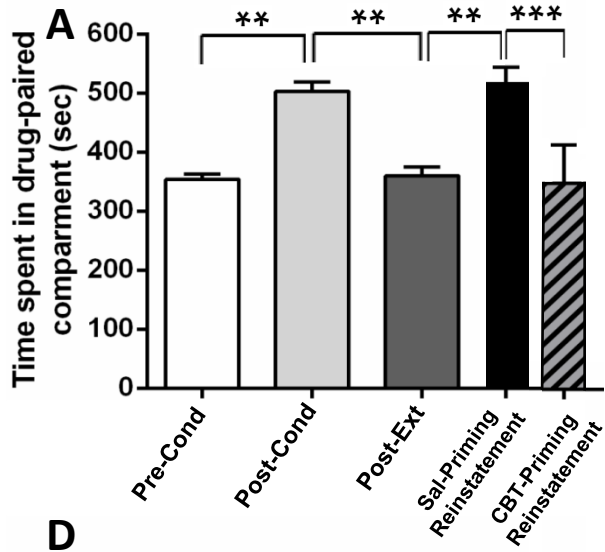 A
** ** ** ***
Time spent in drug-paired
comparment (sec)
600
500
400
300
200
100
0
Pre-Cond
Post-Cond
Post-Ext
Sal-Priming
Reinstatement
CBT-Priming
Reinstatement
D